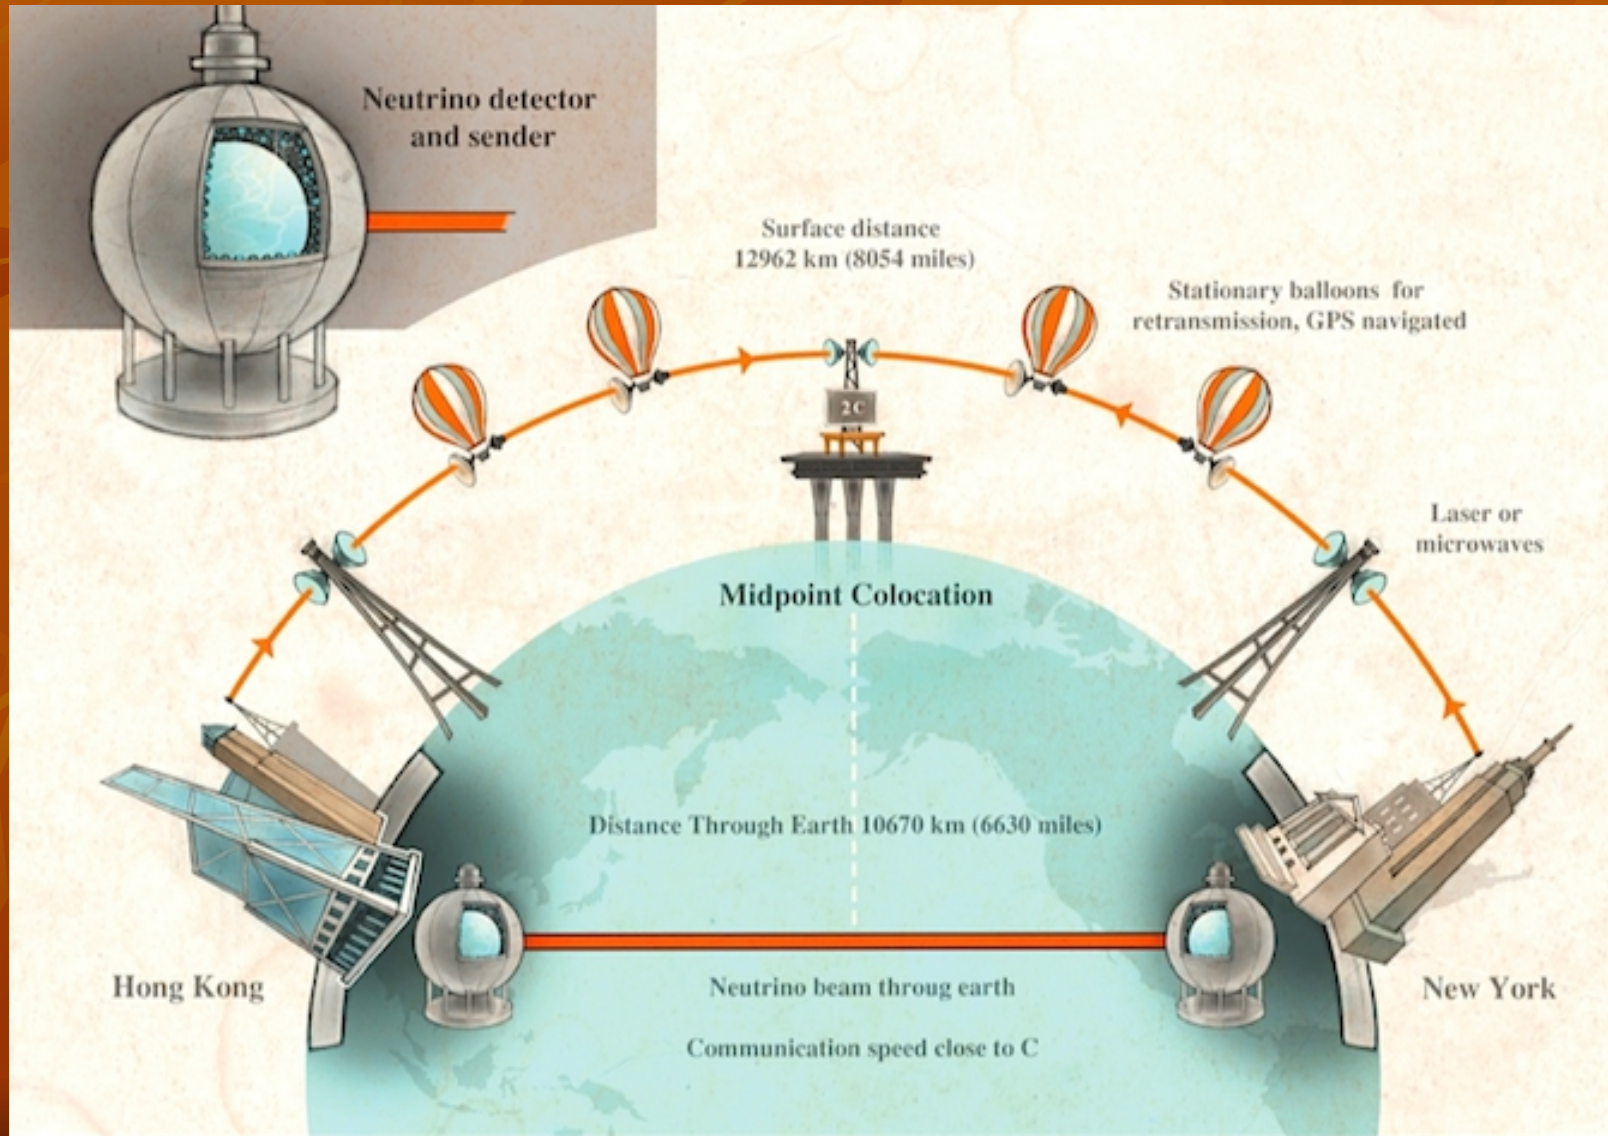 Neutrino detector
and sender
Surface distance
12962 km (8054 miles)
Stationary balloons for
retransmission, GPS navigated
2C
Laser or
microwaves
Midpoint Colocation
Distance Through Earth 10670 km (6630 miles)
Hong Kong
Neutrino beam throug earth
New York
Communication speed close to C